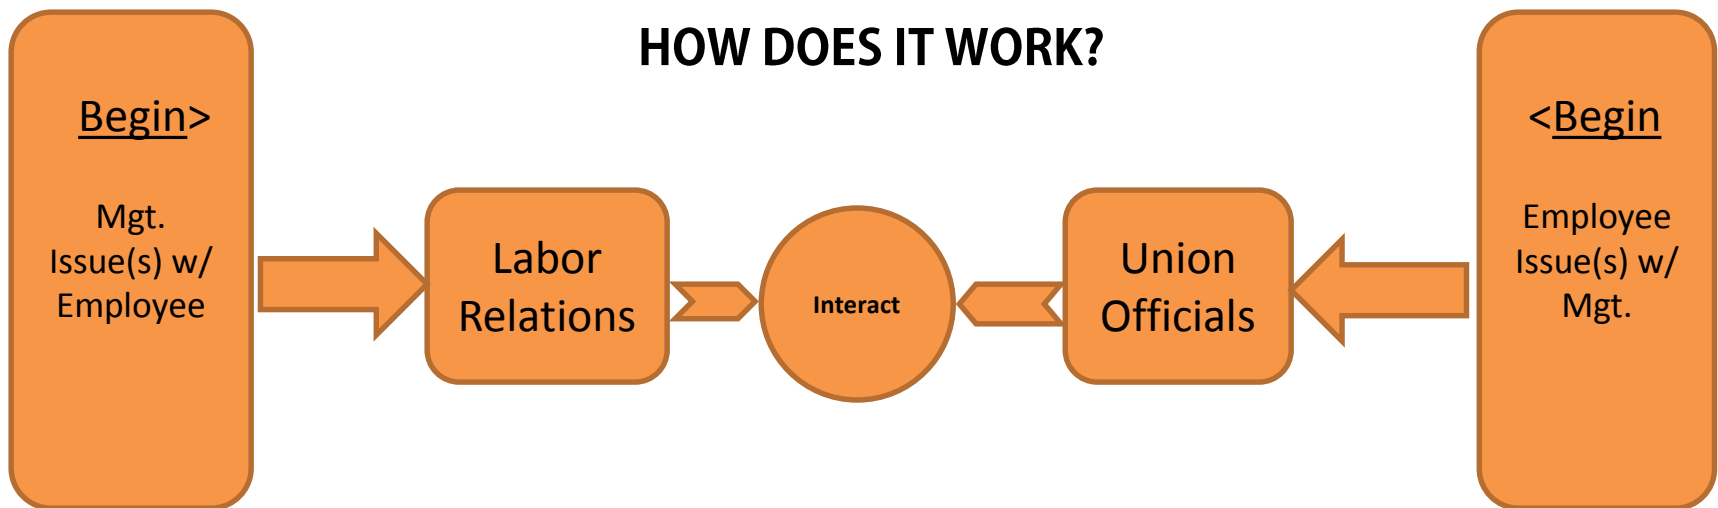 HOW DOES IT WORK?
Begin>
Mgt.
Issue(s) w/
Employee
Labor
Relations
Interact
Union
Officials
<Begin
Employee
Issue(s) w/
Mgt.